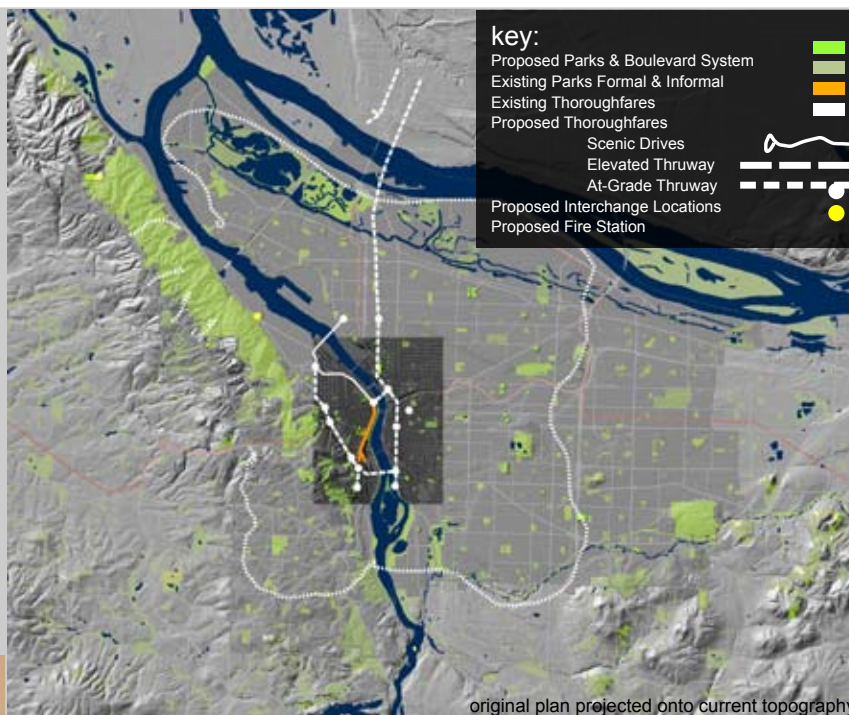 key:
Proposed Parks & Boulevard System
Existing Parks Formal & Informal
Existing Thoroughfares
Proposed Thoroughfares
Scenic Drives
Elevated Thruway
At-Grade Thruway
Proposed Interchange Locations
Proposed Fire Station
original plan projected onto current topography